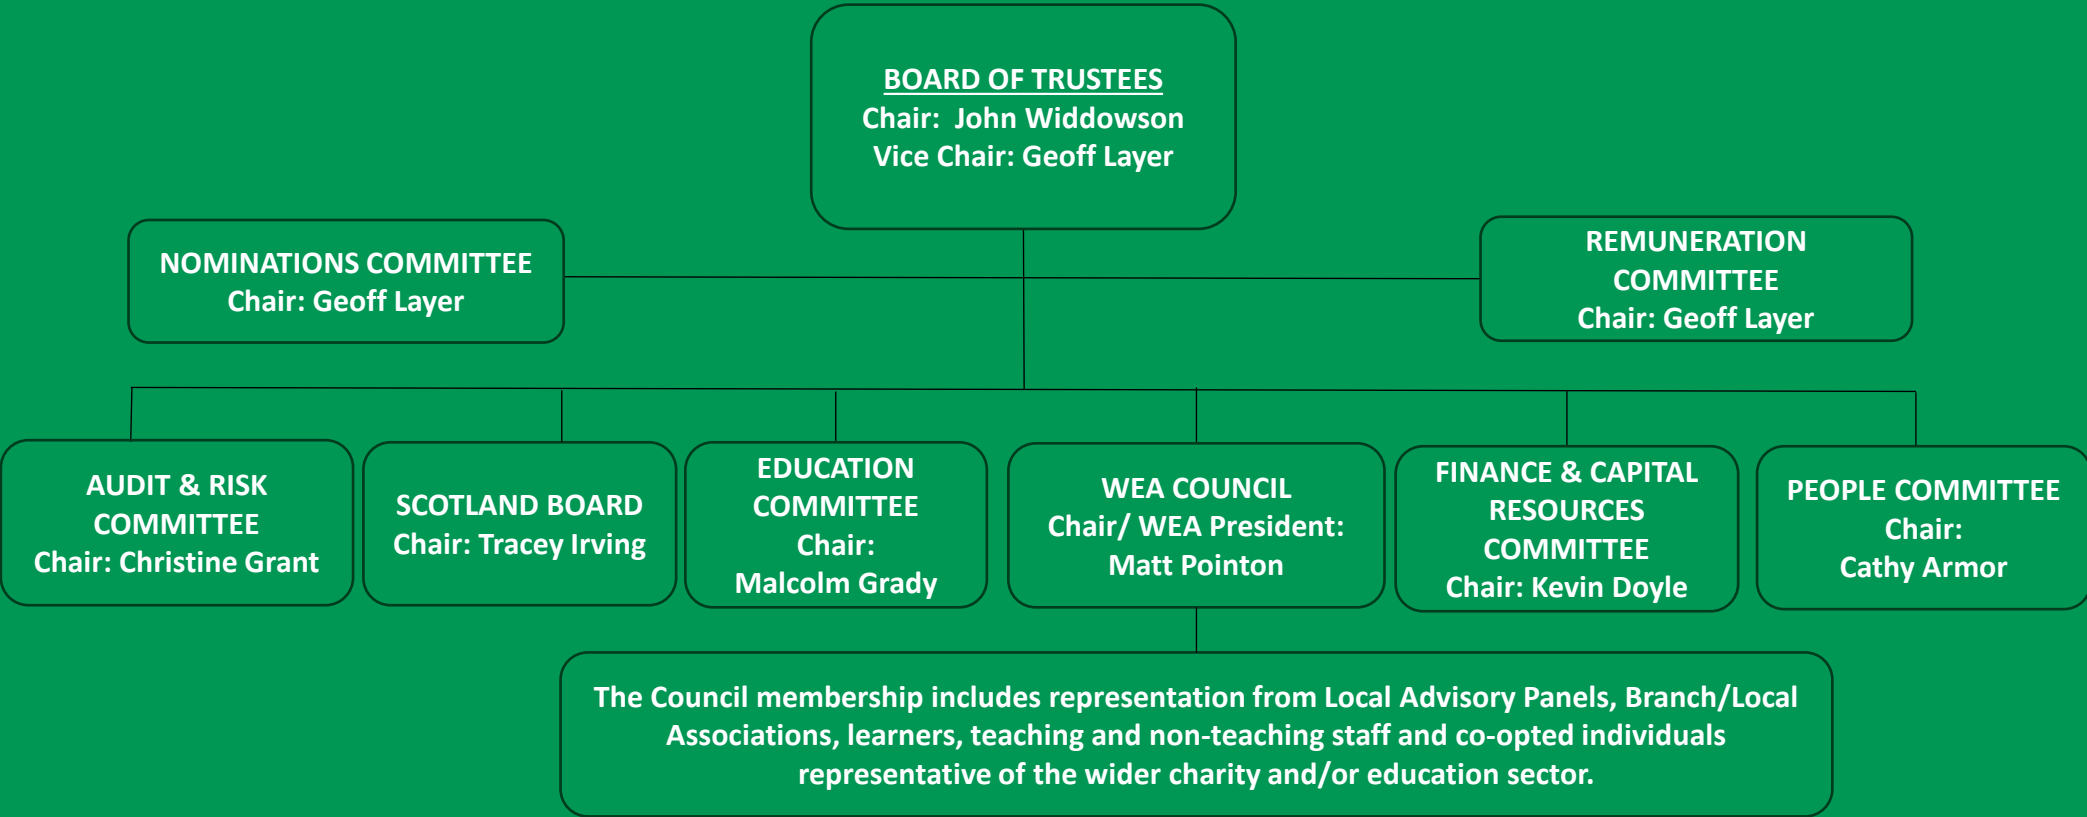 BOARD OF TRUSTEES
Chair:  John Widdowson
Vice Chair: Geoff Layer
NOMINATIONS COMMITTEE
Chair: Geoff Layer
REMUNERATION
COMMITTEE
Chair: Geoff Layer
AUDIT & RISK
COMMITTEE
Chair: Christine Grant
SCOTLAND BOARD
Chair: Tracey Irving
EDUCATION
COMMITTEE
Chair:
Malcolm Grady
WEA COUNCIL
Chair/ WEA President:
Matt Pointon
FINANCE & CAPITAL
RESOURCES
COMMITTEE
Chair: Kevin Doyle
PEOPLE COMMITTEE
Chair:
Cathy Armor
The Council membership includes representation from Local Advisory Panels, Branch/Local
Associations, learners, teaching and non-teaching staff and co-opted individuals
representative of the wider charity and/or education sector.